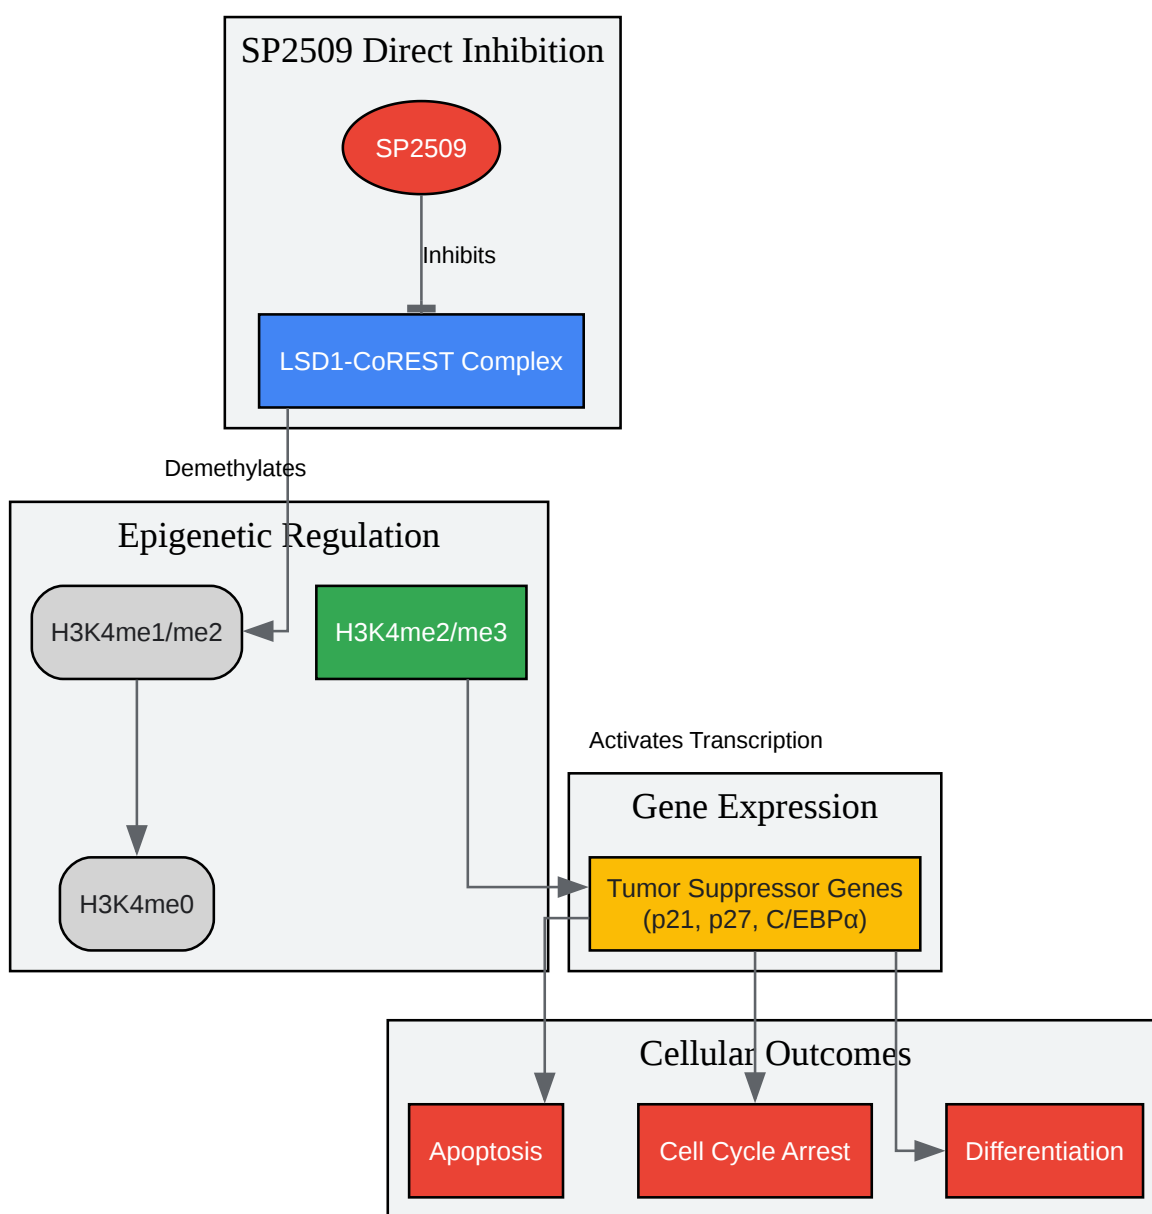 SP2509 Direct Inhibition
SP2509
Inhibits
LSD1-CoREST Complex
Demethylates
Epigenetic Regulation
H3K4me1/me2
H3K4me2/me3
Activates Transcription
Gene Expression
H3K4me0
Tumor Suppressor Genes
(p21, p27, C/EBPα)
Cellular Outcomes
Apoptosis
Cell Cycle Arrest
Differentiation